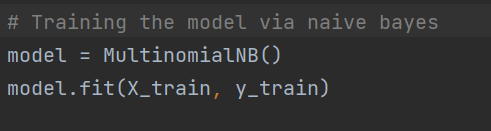 # Training the model via naive bayes
model = MultinomialNB()
model.fit(X_train, y_train)